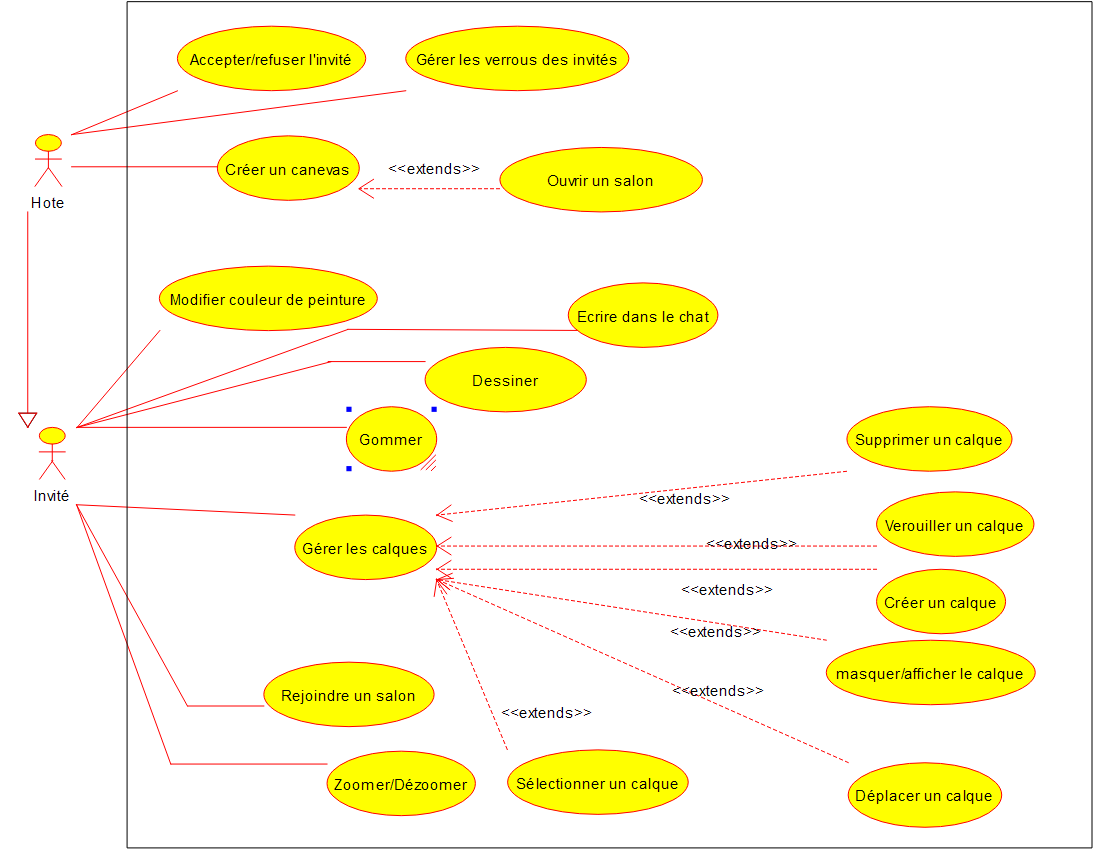 Accepter/refuser l'invité
Gérer les verrous des invités
Créer un canevas
<<extends>>
Ouvrir un salon
Hote
Modifier couleur de peinture
Ecrire dans le chat
Dessiner
Gommer
Supprimer un calque
Invité
<<extends>>
Verouiller un calque
Gérer les calques
<<extends>>
<<extends>>
Créer un calque
<<extends>>
masquer/afficher le calque
Rejoindre un salon
<<extends>>
<<extends>>
Zoomer/Dézoomer
Sélectionner un calque
Déplacer un calque